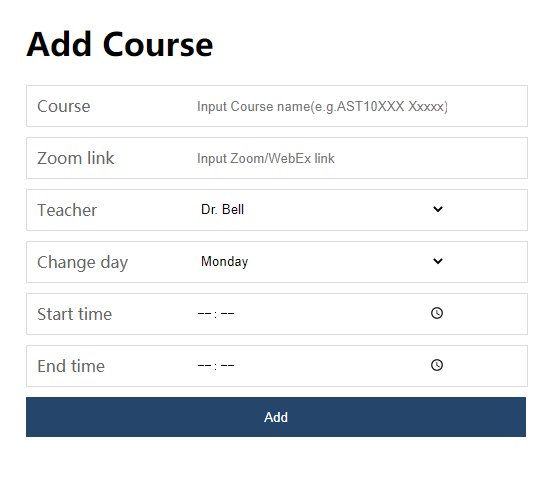 Add Course
Course Input Course name(e.g.AST10XXX Xxxxx)
Zoom link Input Zoom/WebEx link
Teacher Dr. Bell
Change day Monday
Start time --:--
End time --:--
Add